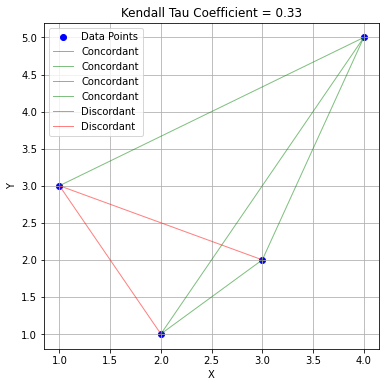 Kendall Tau Coefficient = 0.33
Data Points
Concordant
Concordant
Concordant
Concordant
Discordant
Discordant
5.0
4.5
4.0
3.5
3.0
2.5
2.0
1.5
1.0
Y
1.0 1.5 2.0 2.5 3.0 3.5 4.0
X